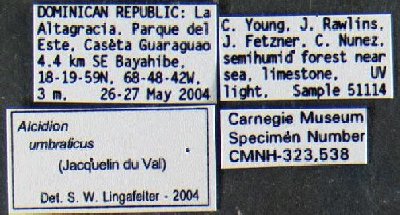 DOMINICAN REPUBLIC: La
Altagracia. Parque del
Este, Casèta Guaraguao
4.4 km SE Bayahibe,
18-19-59N, 68-48-42W,
3 m. 26-27 May 2004
C. Young, J. Rawlins,
J. Fetzner, C. Nunez,
semihumid forest near
sea, limestone. UV
light. Sample 51114
Alcidion
umbraticus
(Jacquelin du Val)
Det. S. W. Lingafelter - 2004
Carnegie Museum
Specimen Number
CMNH-323,538